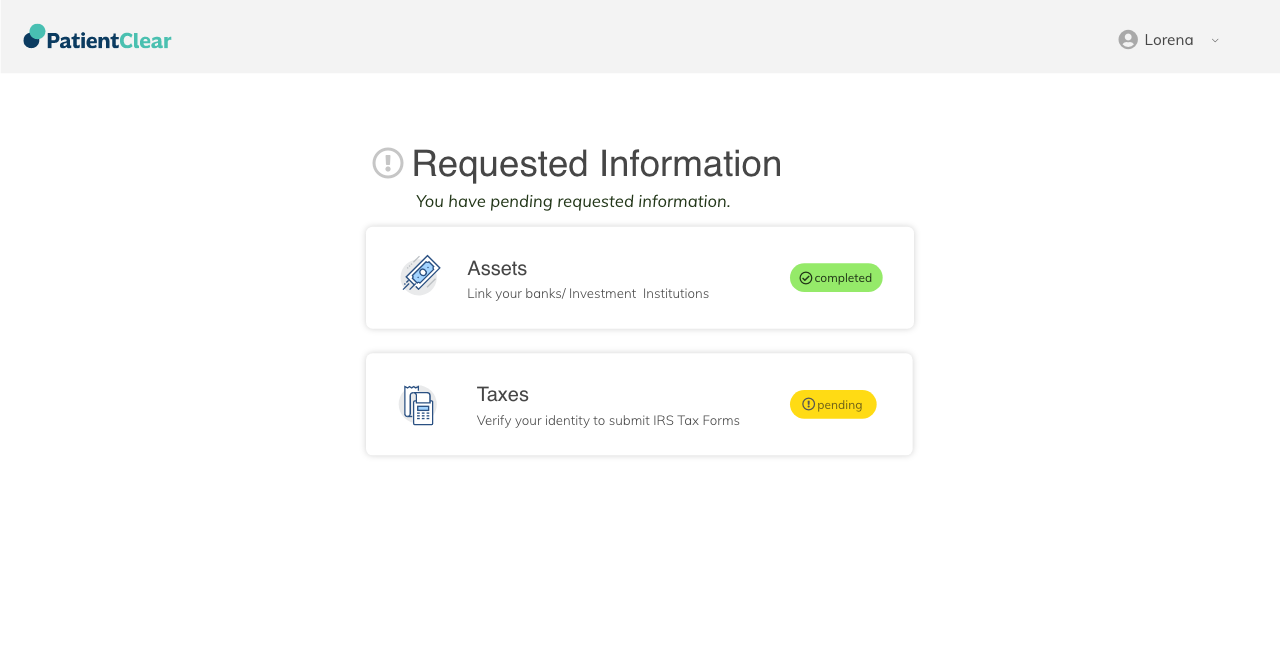 PatientClear
Lorena
Requested Information
You have pending requested information.
Assets
Link your banks/ Investment  Institutions
completed
Taxes
Verify your identity to submit IRS Tax Forms
pending